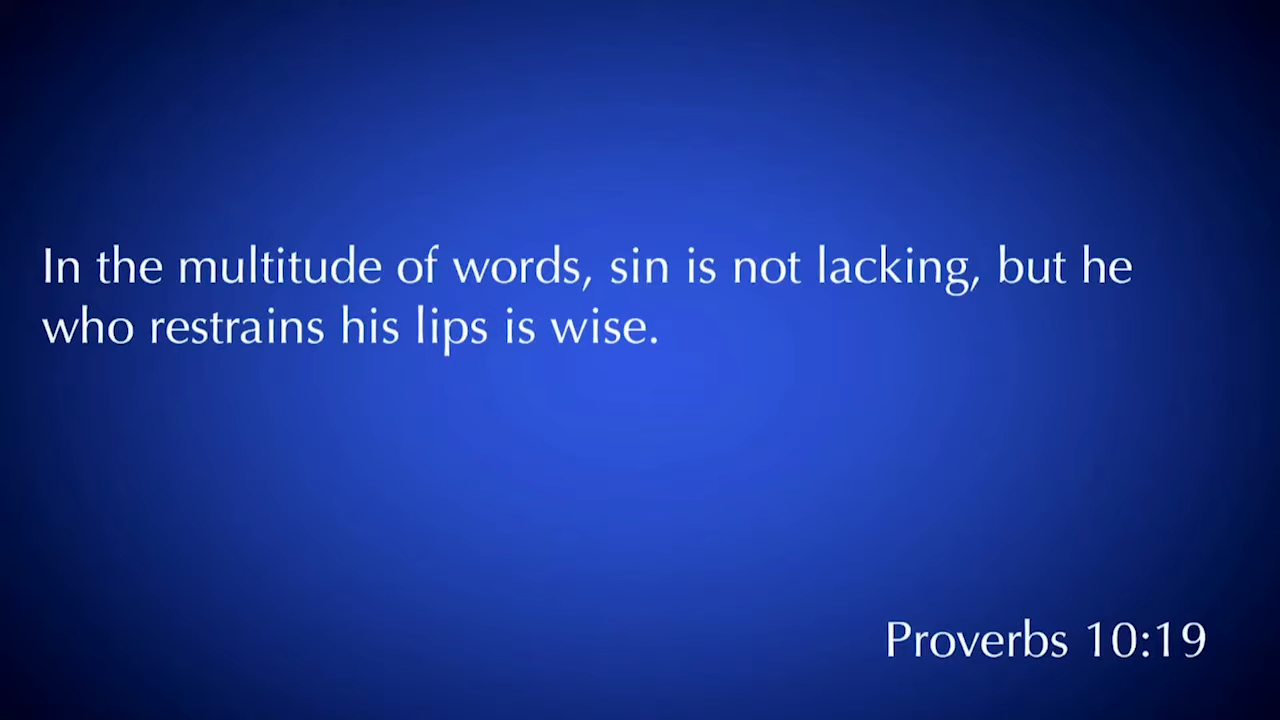 In the multitude of words, sin is not lacking, but he
who restrains his lips is wise.
Proverbs 10:19